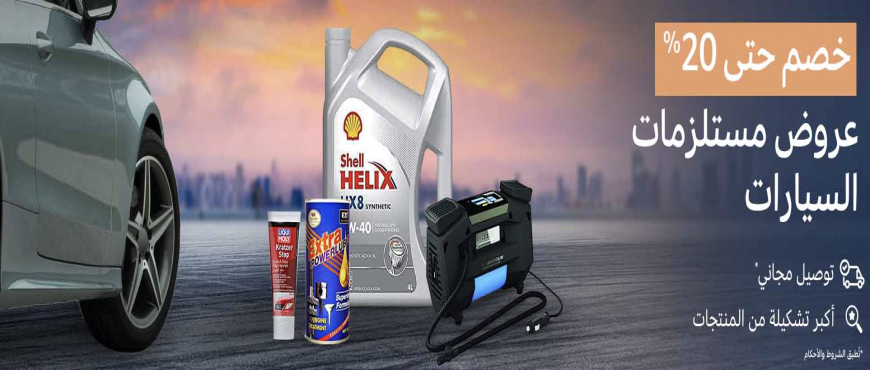 خصم حتى 20%
عروض مستلزمات
السيارات
توصيل مجاني*
أكبر تشكيلة من المنتجات
*تُطبق الشروط والأحكام
Shell
HELIX
HX8 SYNTHETIC
W-40
4L
LIQUI
MOLY
Kratzer
Stop
Extra